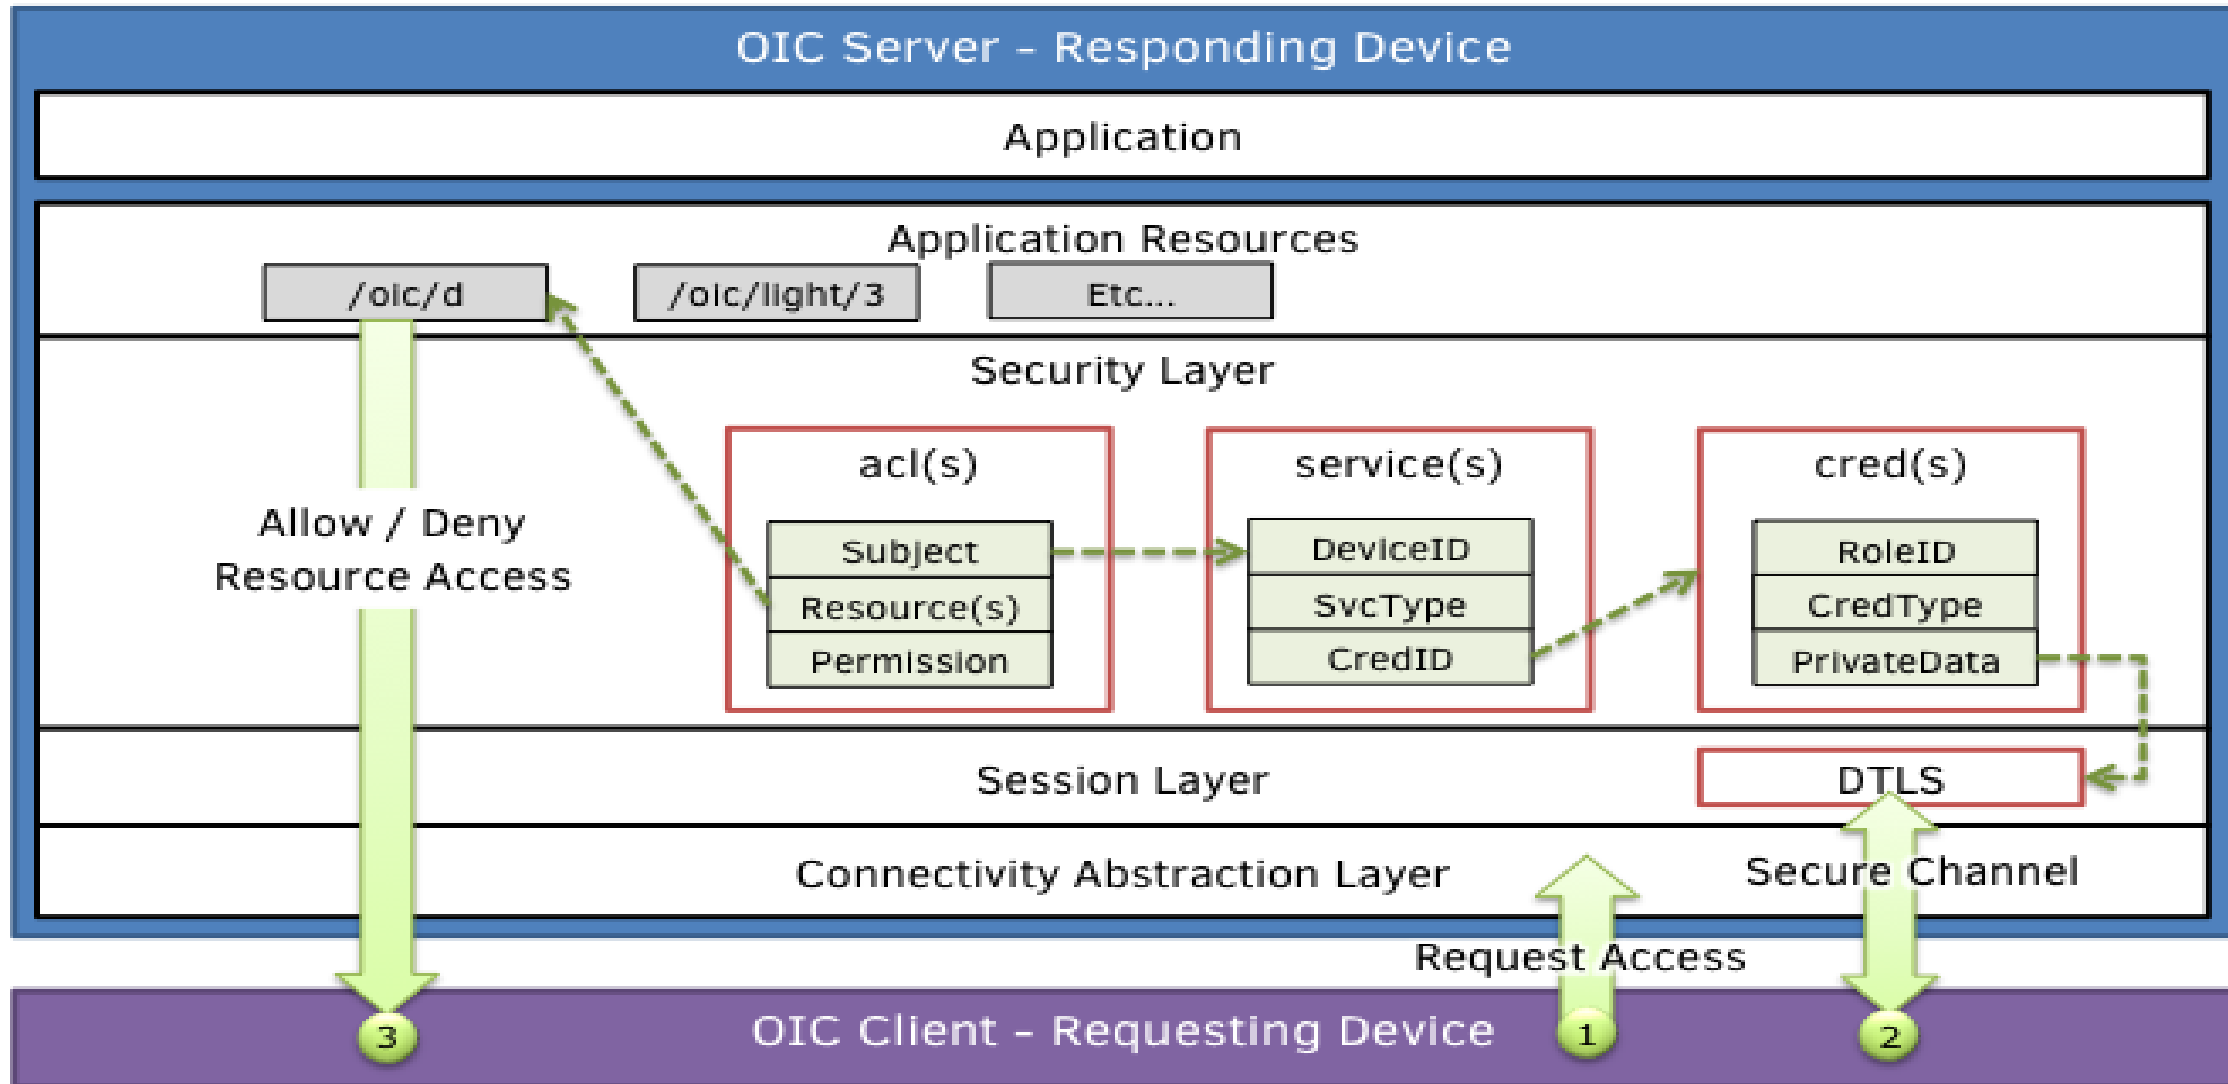 OIC Server – Responding Device
Application
Application Resources
/oic/d
/oic/light/3
Etc...
Security Layer
acl(s)
service(s)
cred(s)
Allow / Deny
Resource Access
Subject
Resource(s)
Permission
DeviceID
SvcType
CredID
RoleID
CredType
PrivateData
Session Layer
DTLS
Connectivity Abstraction Layer
Secure Channel
Request Access
OIC Client – Requesting Device
3
1
2